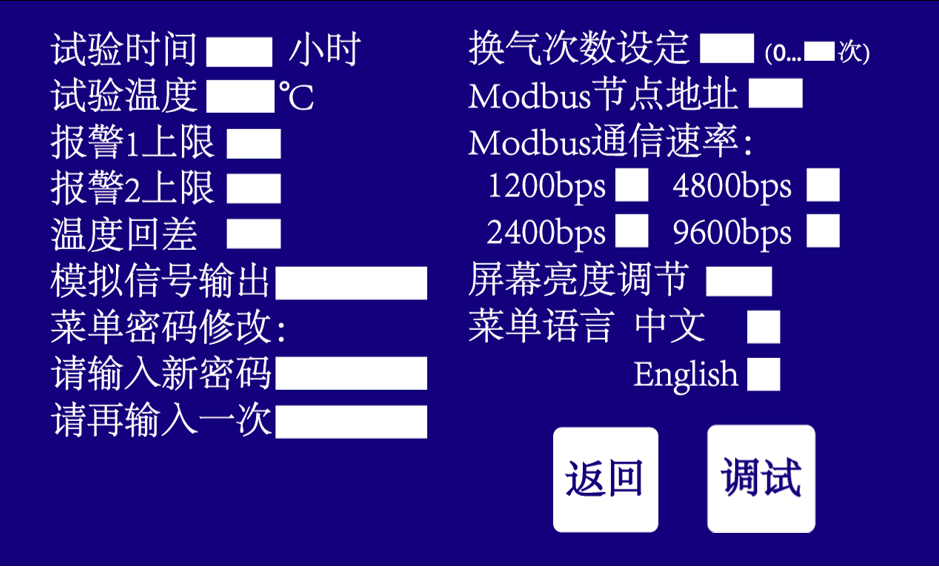 试验时间 小时
试验温度 ℃
报警1上限
报警2上限
温度回差
模拟信号输出
菜单密码修改:
请输入新密码
请再输入一次
换气次数设定 (0... 次)
Modbus节点地址
Modbus通信速率:
1200bps 4800bps
2400bps 9600bps
屏幕亮度调节
菜单语言 中文
English
返回 调试